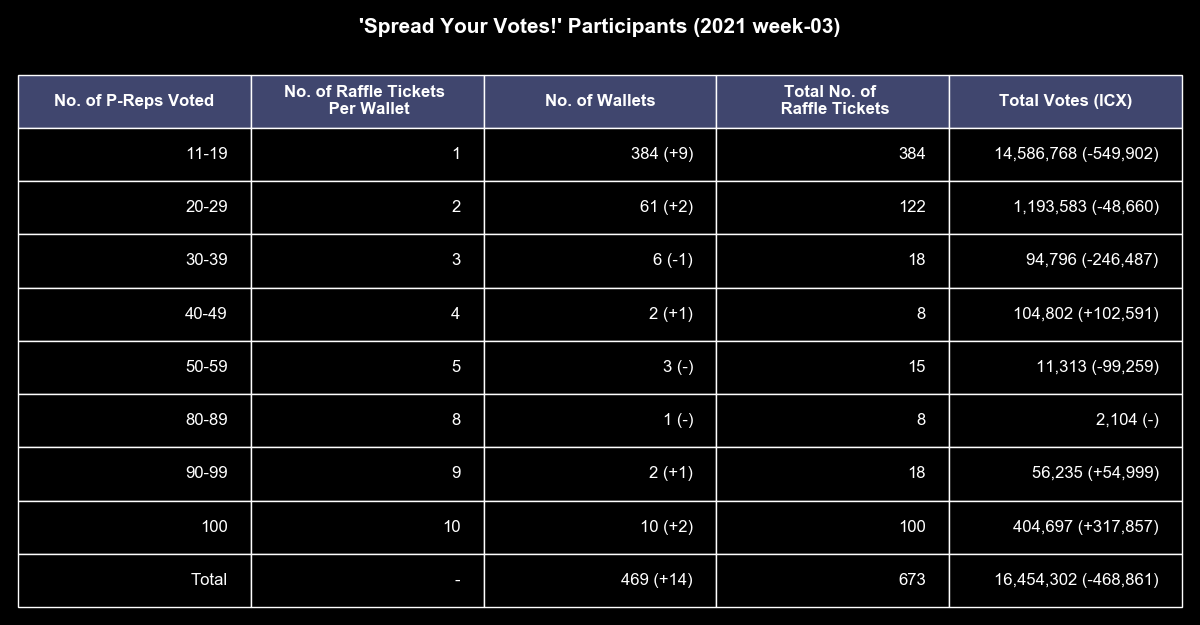 'Spread Your Votes!' Participants (2021 week-03)
No. of P-Reps Voted No. of Raffle Tickets Per Wallet No. of Wallets Total No. of Raffle Tickets Total Votes (ICX)
11-19 1 384 (+9) 384 14,586,768 (-549,902)
20-29 2 61 (+2) 122 1,193,583 (-48,660)
30-39 3 6 (-1) 18 94,796 (-246,487)
40-49 4 2 (+1) 8 104,802 (+102,591)
50-59 5 3 (-) 15 11,313 (-99,259)
80-89 8 1 (-) 8 2,104 (-)
90-99 9 2 (+1) 18 56,235 (+54,999)
100 10 10 (+2) 100 404,697 (+317,857)
Total - 469 (+14) 673 16,454,302 (-468,861)